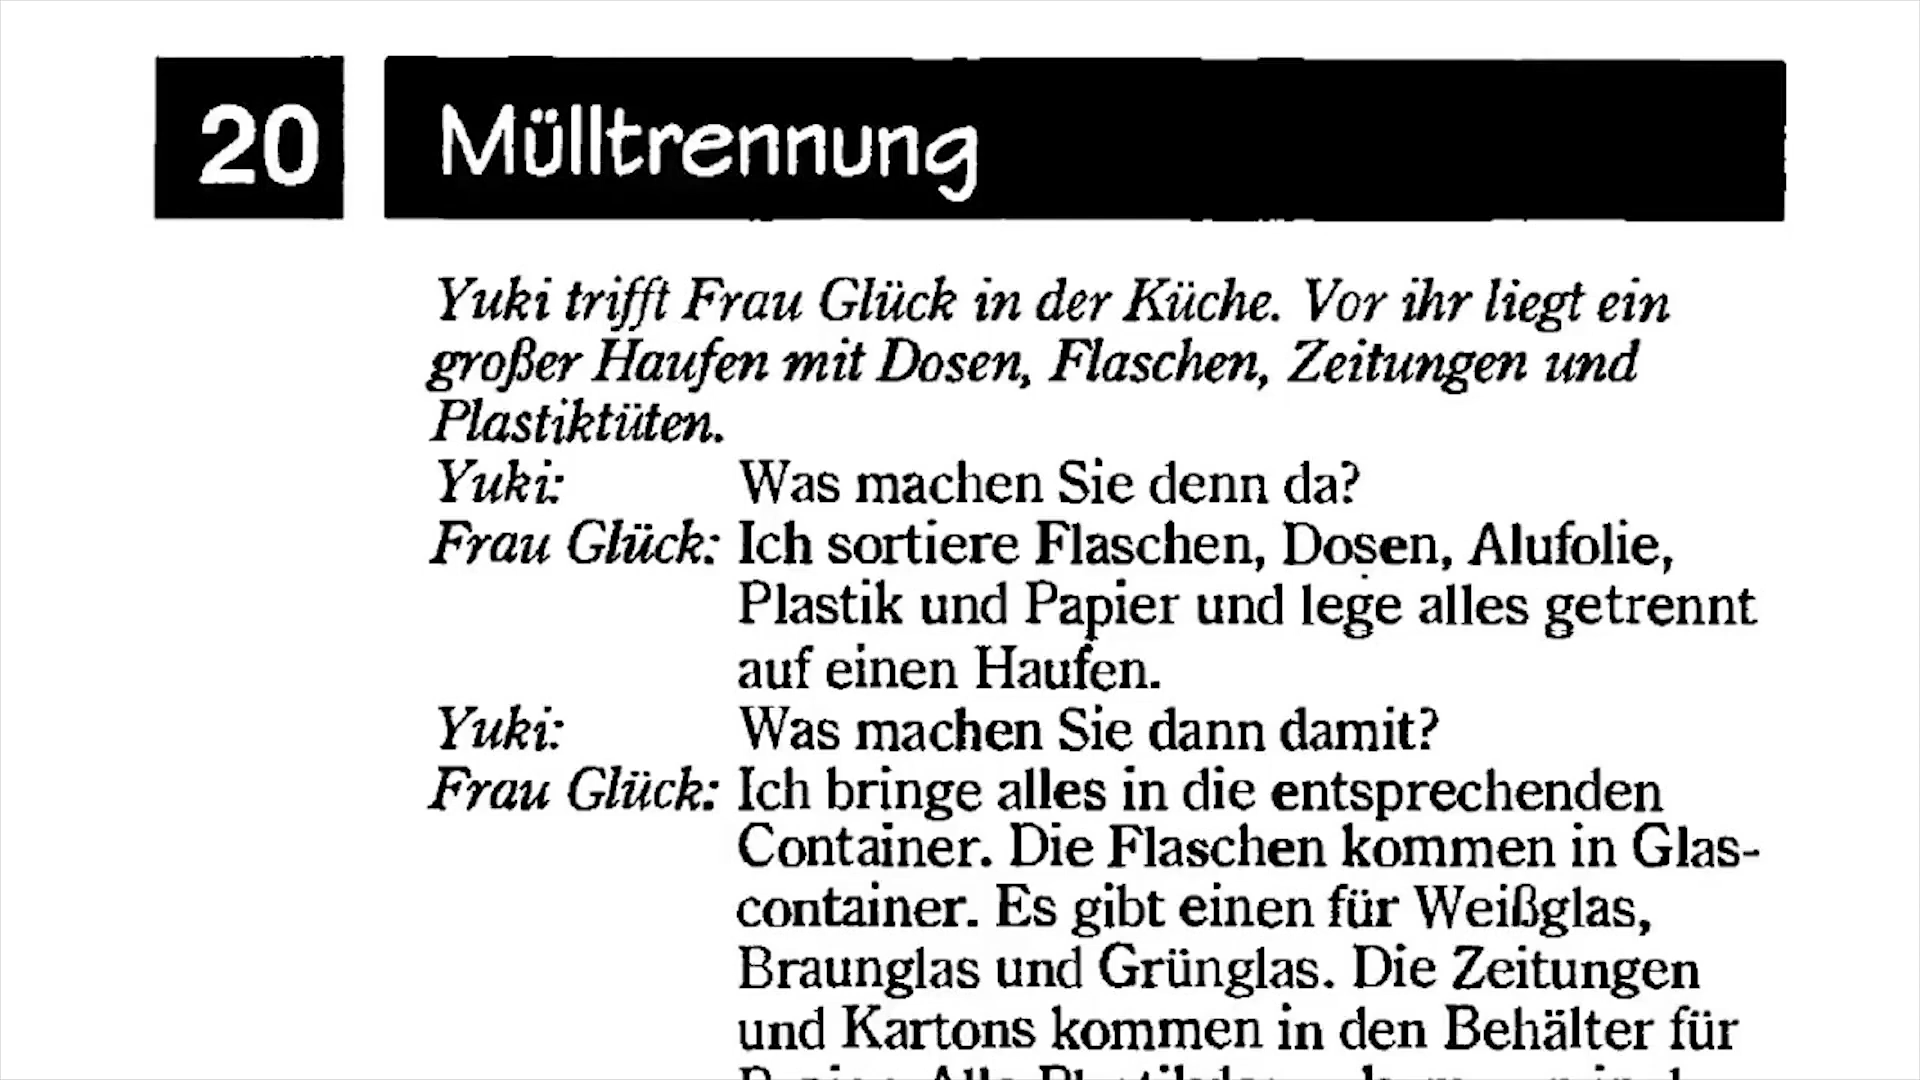 20 Mülltrennung
Yuki trifft Frau Glück in der Küche. Vor ihr liegt ein
großer Haufen mit Dosen, Flaschen, Zeitungen und
Plastiktüten.
Yuki: Was machen Sie denn da?
Frau Glück: Ich sortiere Flaschen, Dosen, Alufolie,
Plastik und Papier und lege alles getrennt
auf einen Haufen.
Yuki: Was machen Sie dann damit?
Frau Glück: Ich bringe alles in die entsprechenden
Container. Die Flaschen kommen in Glas-
container. Es gibt einen für Weißglas,
Braunglas und Grünglas. Die Zeitungen
und Kartons kommen in den Behälter für